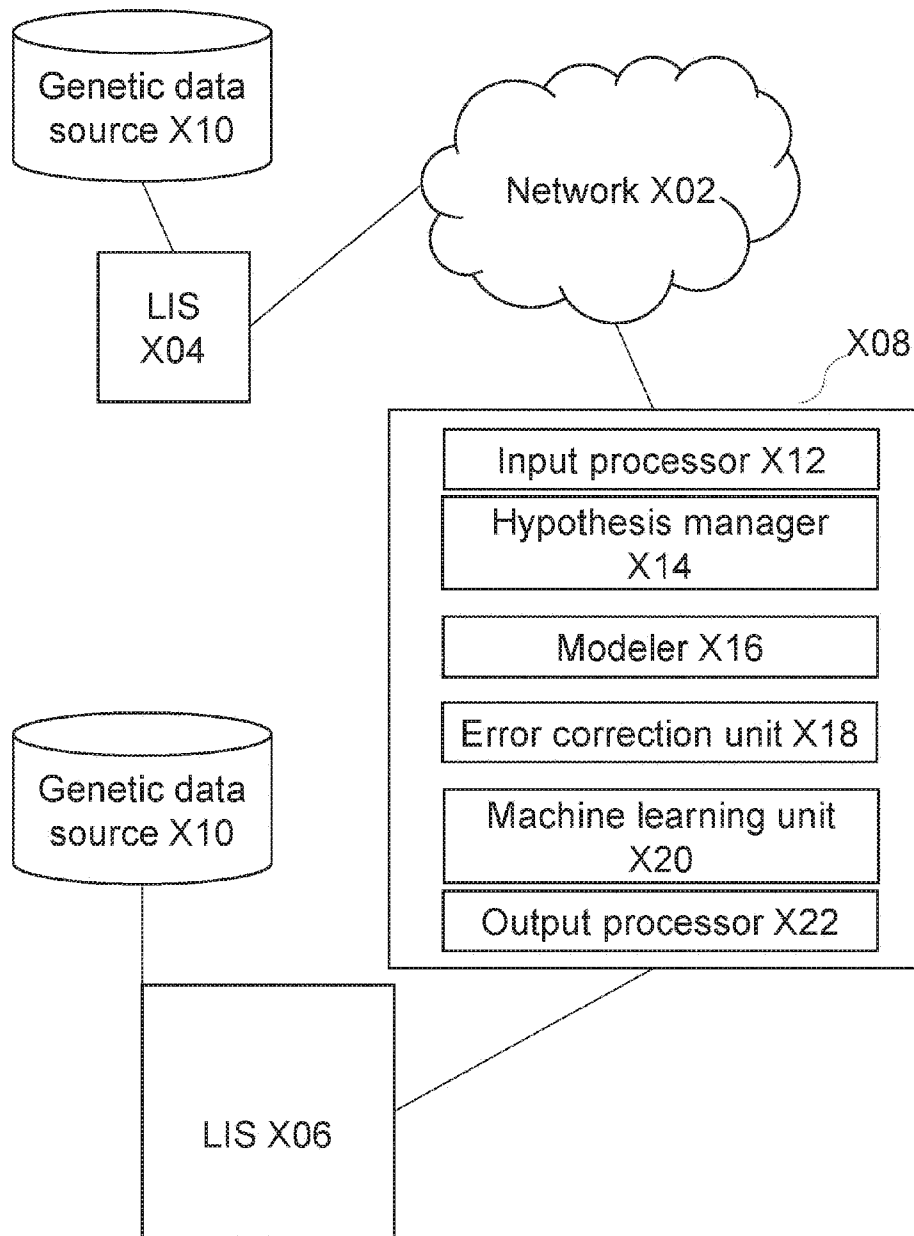 Genetic data
source X10
Network X02
LIS
X04
X08
Input processor X12
Hypothesis manager
X14
Modeler X16
Error correction unit X18
Machine learning unit
X20
Output processor X22
Genetic data
source X10
LIS X06